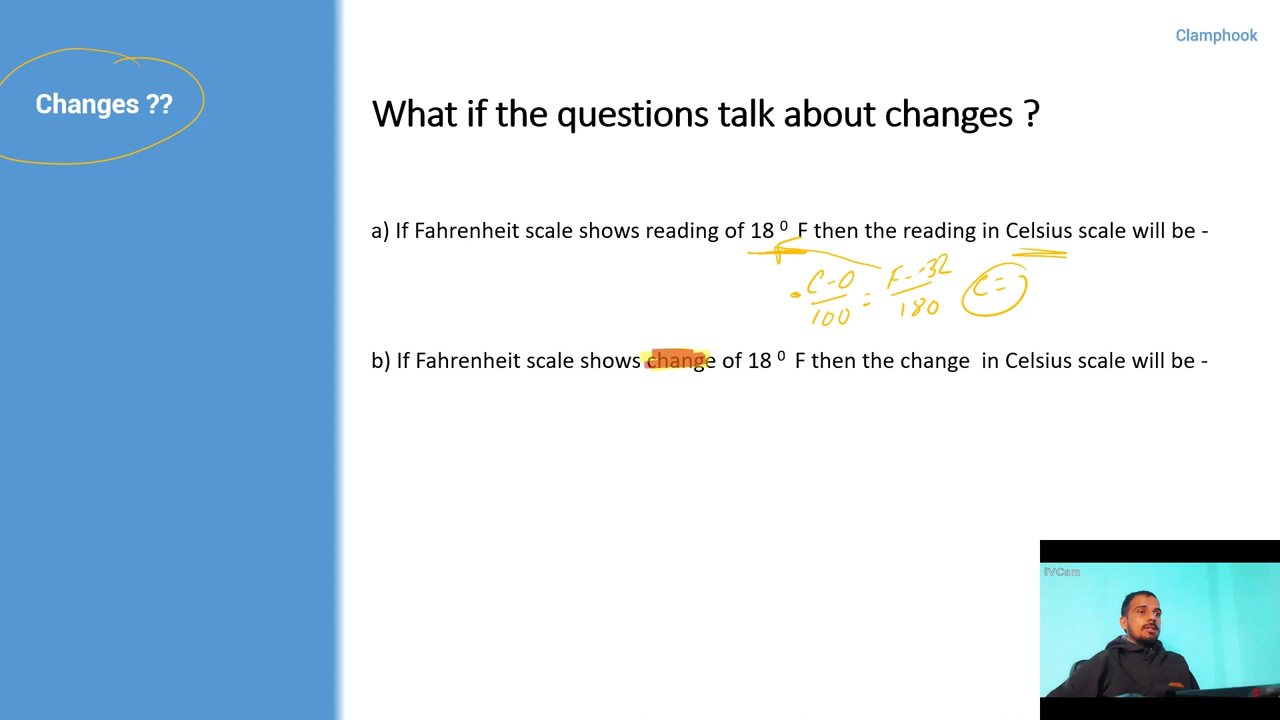 Clamphook
Changes ??
What if the questions talk about changes ?
a) If Fahrenheit scale shows reading of 18 ⁰ F then the reading in Celsius scale will be -
C-0/100 = F-32/180 C=
b) If Fahrenheit scale shows change of 18 ⁰ F then the change in Celsius scale will be -
iVCam